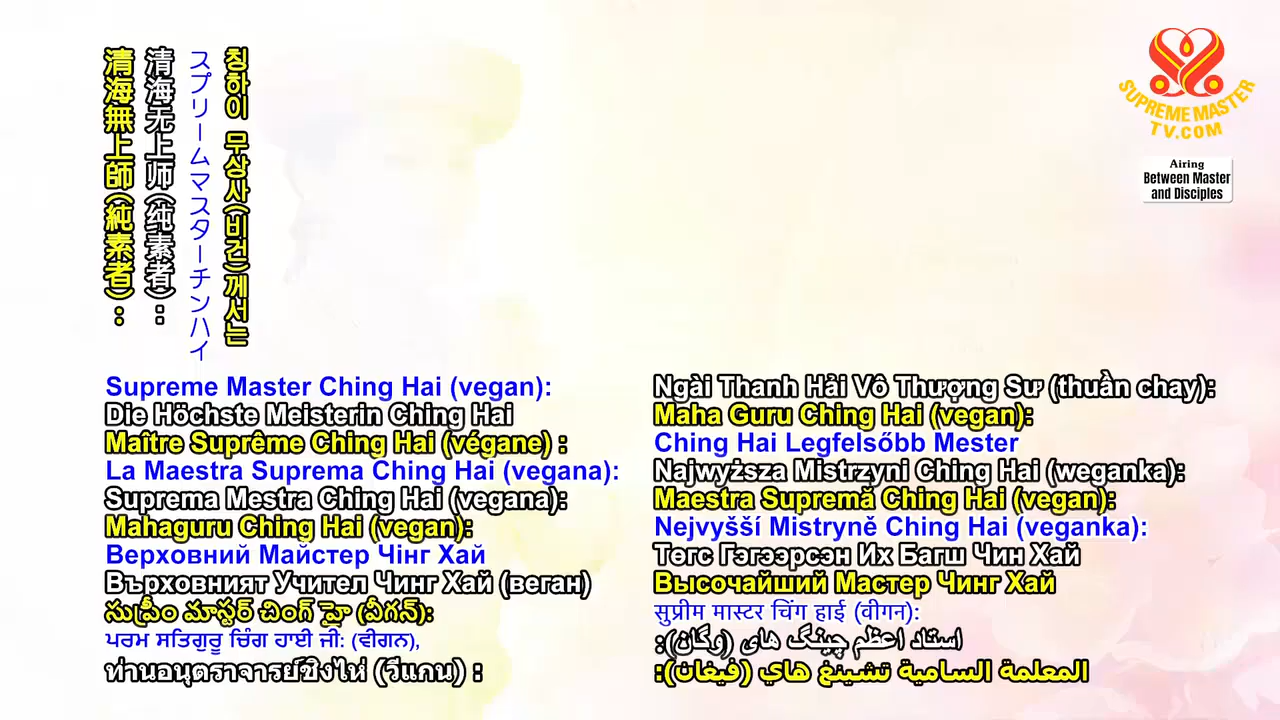 清海無上師(純素者)：
清海无上师(纯素者)：
スプリームマスターチンハイ
칭하이 무상사(비건)께서는
SUPREME MASTER
TV.COM
Airing
Between Master
and Disciples
Supreme Master Ching Hai (vegan):
Die Höchste Meisterin Ching Hai
Maître Suprême Ching Hai (végane) :
La Maestra Suprema Ching Hai (vegana):
Suprema Mestra Ching Hai (vegana):
Mahaguru Ching Hai (vegan):
Верховний Майстер Чінг Хай
Върховният Учител Чинг Хай (веган)
సుప్రీం మాస్టర్ చింగ్ హై (వీగన్):
ਪਰਮ ਸਤਿਗੁਰੂ ਚਿੰਗ ਹਾਈ ਜੀ: (ਵੀਗਨ),
ท่านอนุตราจารย์ชิงไห่ (วีแกน) :
Ngài Thanh Hải Vô Thượng Sư (thuần chay):
Maha Guru Ching Hai (vegan):
Ching Hai Legfelsőbb Mester
Najwyższa Mistrzyni Ching Hai (weganka):
Maestra Supremă Ching Hai (vegan):
Nejvyšší Mistryně Ching Hai (veganka):
Төгс Гэгээрсэн Их Багш Чин Хай
Высочайший Мастер Чинг Хай
सुप्रीम मास्टर चिंग हाई (वीगन):
استاد اعظم چینگ های (وگان):
المعلمة السامية تشينغ هاي (فيغان):